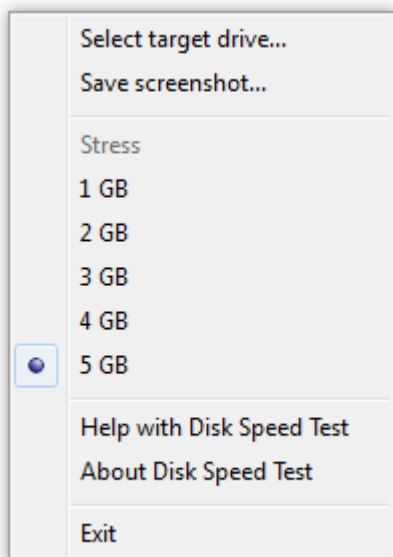 Select target drive...
Save screenshot...
Stress
1 GB
2 GB
3 GB
4 GB
5 GB
Help with Disk Speed Test
About Disk Speed Test
Exit